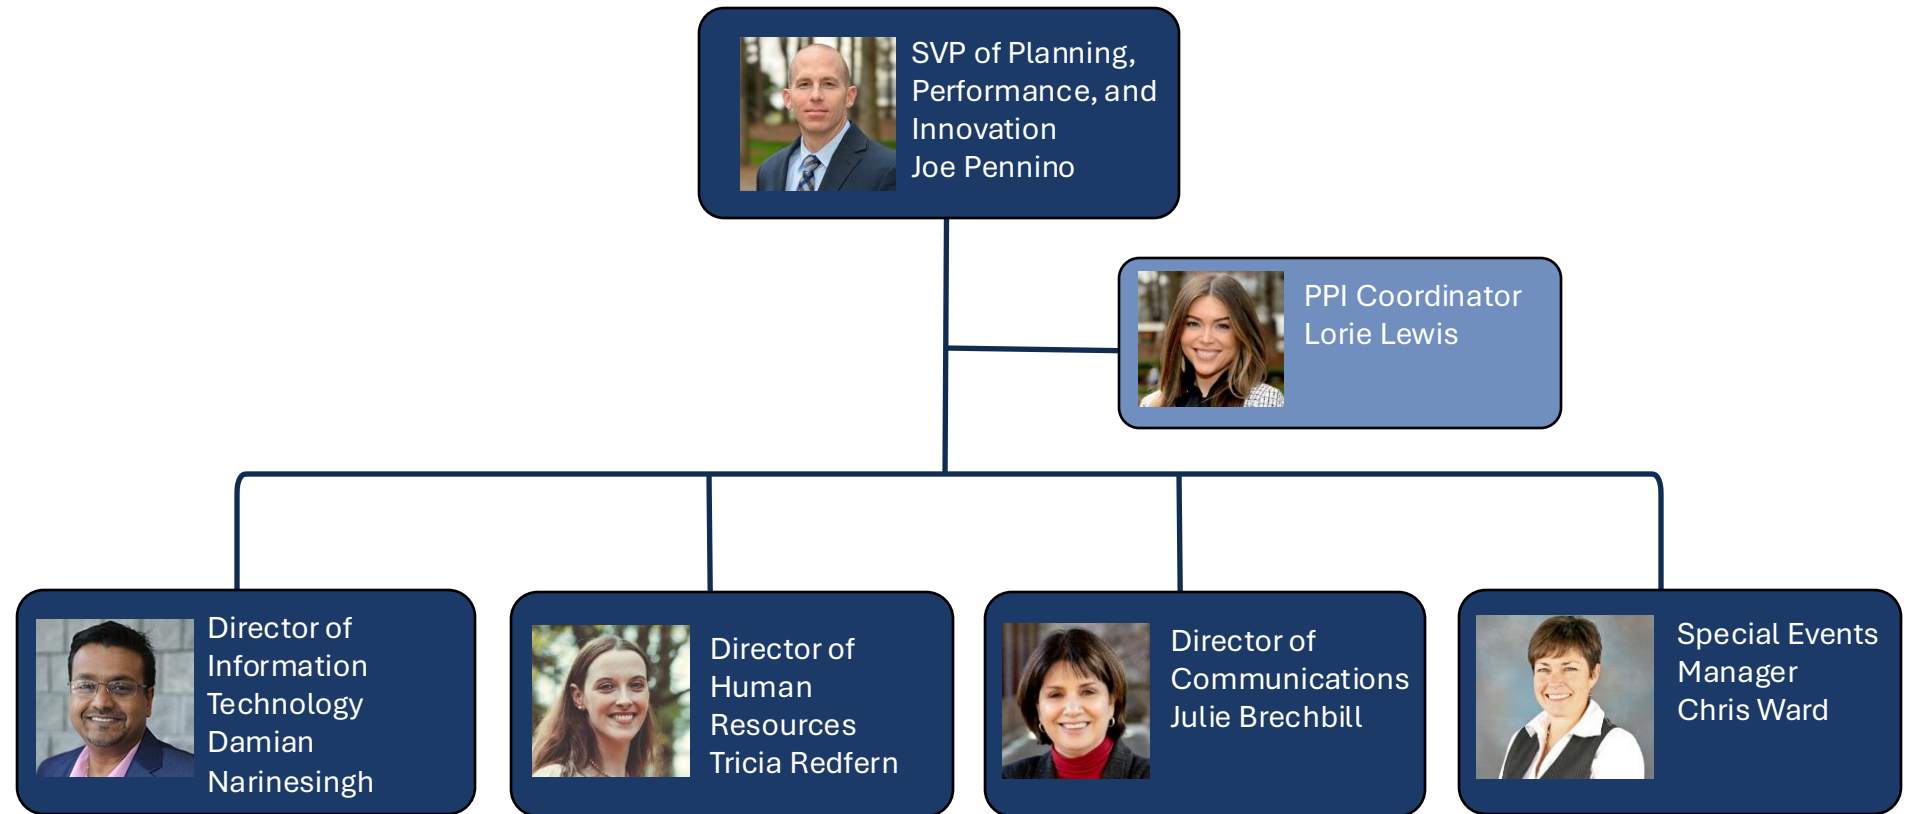 SVP of Planning,
Performance, and
Innovation
Joe Pennino
PPI Coordinator
Lorie Lewis
Director of
Information
Technology
Damian
Narinesingh
Director of
Human
Resources
Tricia Redfern
Director of
Communications
Julie Brechbill
Special Events
Manager
Chris Ward